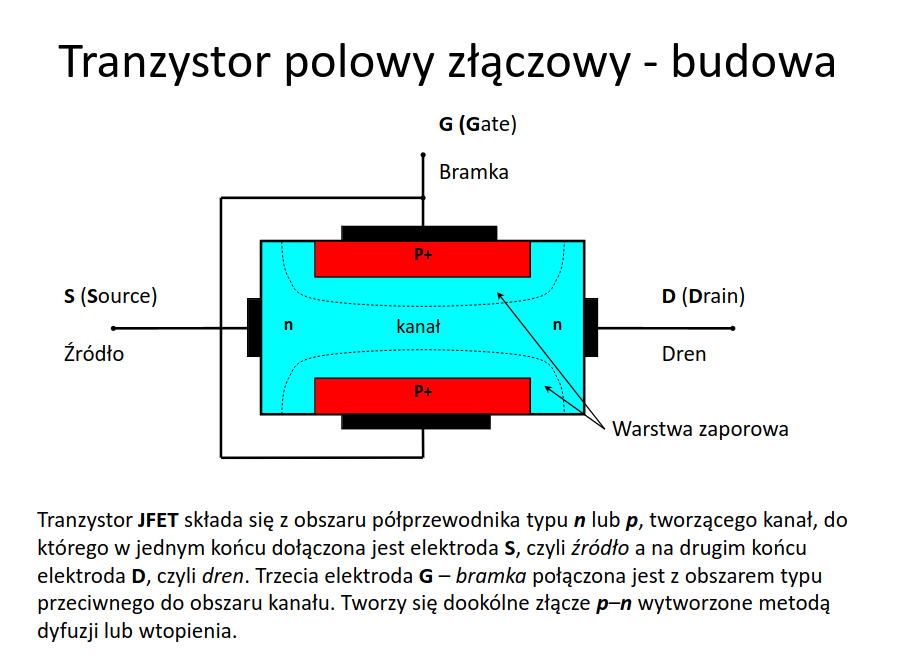 Tranzystor polowy złączowy - budowa
G (Gate)
Bramka
P+
S (Source)
D (Drain)
n
kanał
n
Źródło
Dren
P+
Warstwa zaporowa
Tranzystor JFET składa się z obszaru półprzewodnika typu n lub p, tworzącego kanał, do
którego w jednym końcu dołączona jest elektroda S, czyli źródło a na drugim końcu
elektroda D, czyli dren. Trzecia elektroda G – bramka połączona jest z obszarem typu
przeciwnego do obszaru kanału. Tworzy się dookólne złącze p–n wytworzone metodą
dyfuzji lub wtopienia.